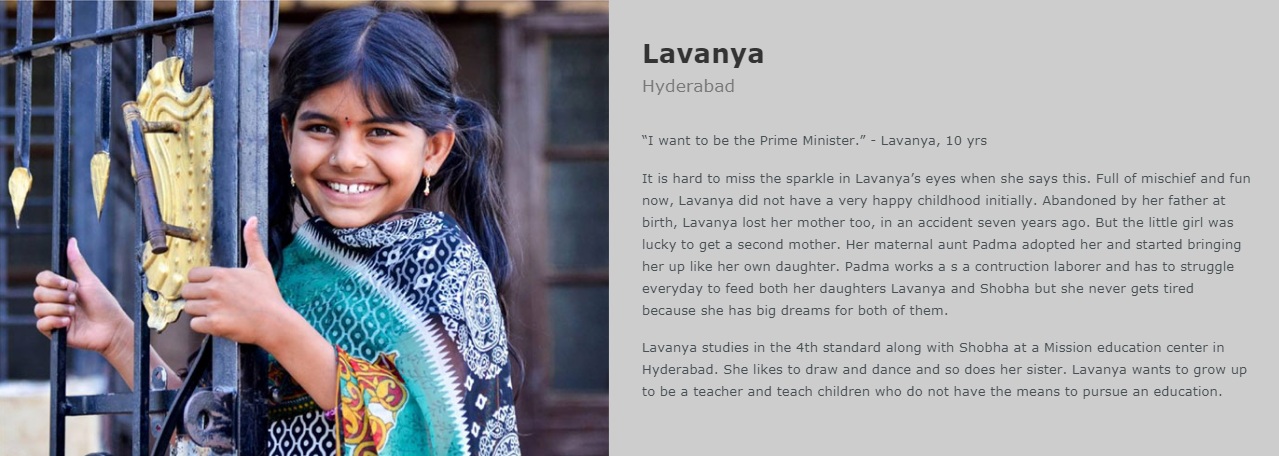 Lavanya
Hyderabad
“I want to be the Prime Minister.” - Lavanya, 10 yrs
It is hard to miss the sparkle in Lavanya’s eyes when she says this. Full of mischief and fun
now, Lavanya did not have a very happy childhood initially. Abandoned by her father at
birth, Lavanya lost her mother too, in an accident seven years ago. But the little girl was
lucky to get a second mother. Her maternal aunt Padma adopted her and started bringing
her up like her own daughter. Padma works a s a contruction laborer and has to struggle
everyday to feed both her daughters Lavanya and Shobha but she never gets tired
because she has big dreams for both of them.
Lavanya studies in the 4th standard along with Shobha at a Mission education center in
Hyderabad. She likes to draw and dance and so does her sister. Lavanya wants to grow up
to be a teacher and teach children who do not have the means to pursue an education.